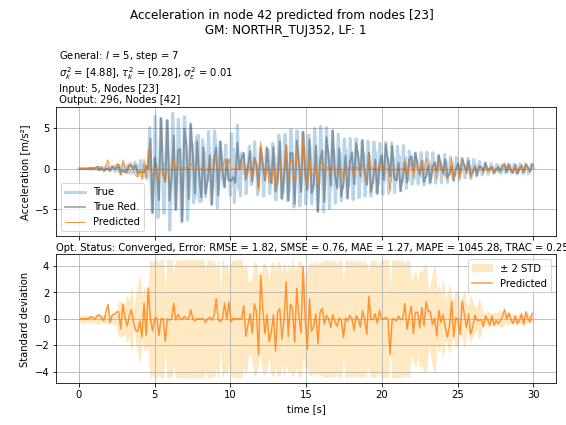 Acceleration in node 42 predicted from nodes [23]
GM: NORTHR_TUJ352, LF: 1
General: l = 5, step = 7
σ²ₖ = [4.88], τ²ₖ = [0.28], σ²ₑ = 0.01
Input: 5, Nodes [23]
Output: 296, Nodes [42]
Acceleration [m/s²]
5
0
−5
True
True Red.
Predicted
Opt. Status: Converged, Error: RMSE = 1.82, SMSE = 0.76, MAE = 1.27, MAPE = 1045.28, TRAC = 0.25
Standard deviation
4
2
0
−2
−4
± 2 STD
Predicted
0 5 10 15 20 25 30
time [s]